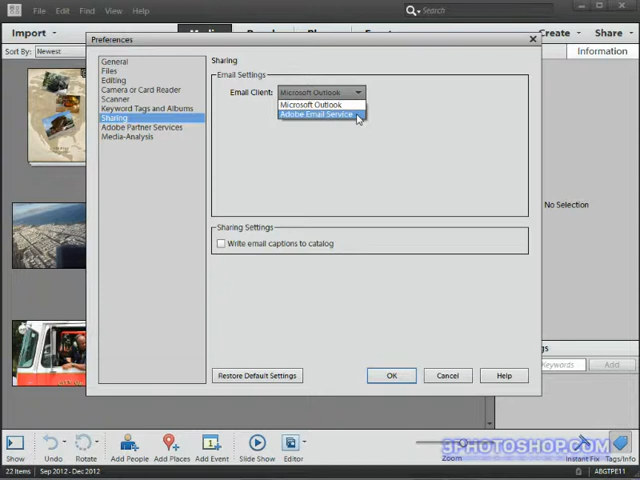 File Edit Find View Help
Search
Import
Create
Share
Sort By: Newest
Information
Preferences
General
Files
Editing
Camera or Card Reader
Scanner
Keyword Tags and Albums
Sharing
Adobe Partner Services
Media-Analysis
Sharing
Email Settings
Email Client: Microsoft Outlook
Microsoft Outlook
Adobe Email Service
Sharing Settings
Write email captions to catalog
Restore Default Settings
OK
Cancel
Help
No Selection
gs
Keywords
Add
Undo
Rotate
Add People
Add Places
Add Event
Slide Show
Editor
Zoom
Instant Fix
Tags/Info
3PHOTOSHOP.COM
22 Items
Sep 2012 - Dec 2012
ABGTPE11